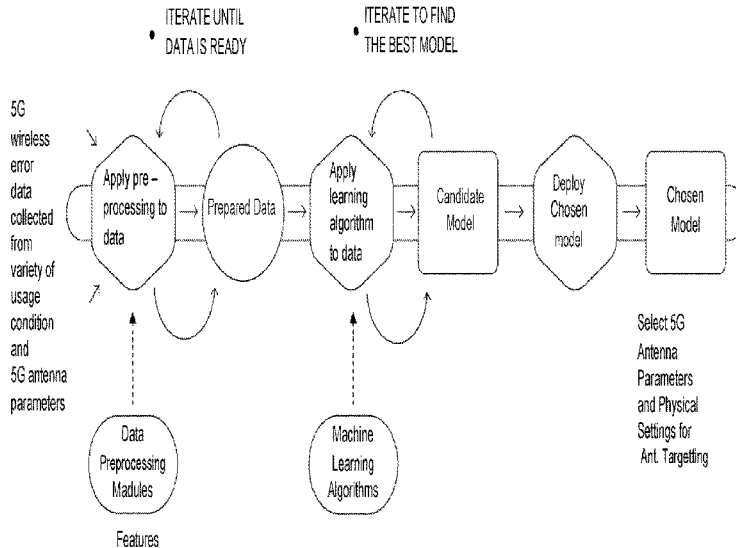 ITERATE UNTIL
DATA IS READY
ITERATE TO FIND
THE BEST MODEL
5G
wireless
error
data
collected
from
variety of
usage
condition
and
5G antenna
parameters
Apply pre –
processing to
data
Prepared Data
Apply
learning
algorithm
to data
Candidate
Model
Deploy
Chosen
model
Chosen
Model
Data
Preprocessing
Madules
Features
Machine
Learning
Algorithms
Select 5G
Antenna
Parameters
and Physical
Settings for
Ant. Targetting